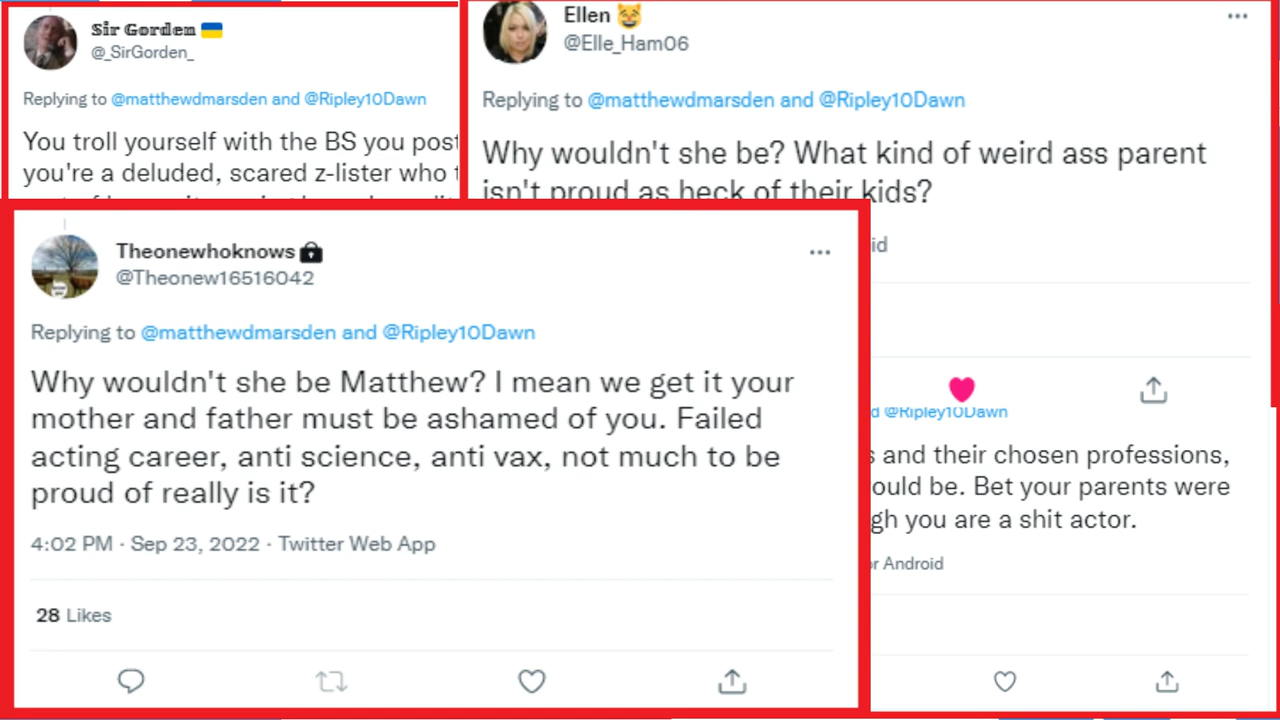 Sir Gorden
@_SirGorden_
Replying to @matthewdmarsden and @Ripley10Dawn
You troll yourself with the BS you post
you're a deluded, scared z-lister who
Ellen
@Elle_Ham06
Replying to @matthewdmarsden and @Ripley10Dawn
Why wouldn't she be? What kind of weird ass parent
isn't proud as heck of their kids?
Theonewhoknows
@Theonew16516042
Replying to @matthewdmarsden and @Ripley10Dawn
Why wouldn't she be Matthew? I mean we get it your
mother and father must be ashamed of you. Failed
acting career, anti science, anti vax, not much to be
proud of really is it?
4:02 PM · Sep 23, 2022 · Twitter Web App
28 Likes
@Ripley10Dawn
and their chosen professions,
be. Bet your parents were
you are a shit actor.
Android